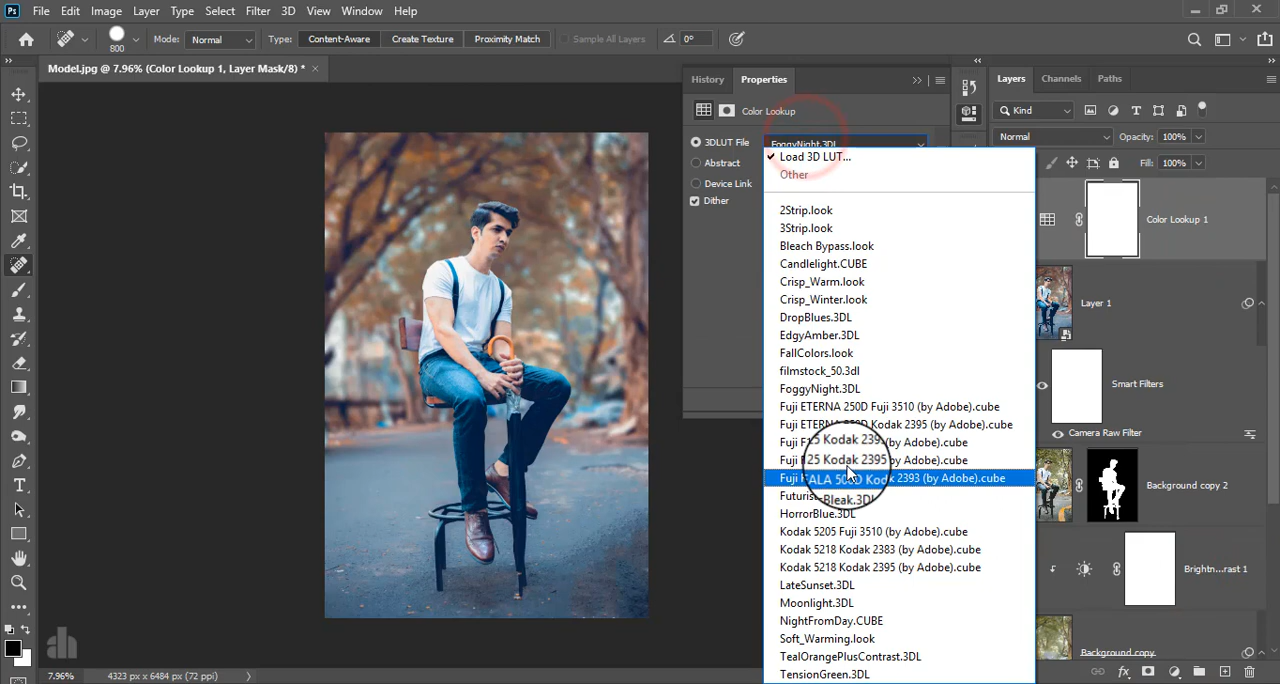 Ps File Edit Image Layer Type Select Filter 3D View Window Help
800 Mode: Normal Type: Content-Aware Create Texture Proximity Match Sample All Layers 0°
Model.jpg @ 7.96% (Color Lookup 1, Layer Mask/8) *
History Properties
Layers Channels Paths
Color Lookup
Kind
3DLUT File FoggyNight.3DL
Normal Opacity: 100%
Abstract
Fill: 100%
Device Link
Dither
Load 3D LUT...
Other
2Strip.look
3Strip.look
Bleach Bypass.look
Candlelight.CUBE
Crisp_Warm.look
Crisp_Winter.look
DropBlues.3DL
EdgyAmber.3DL
FallColors.look
filmstock_50.3dl
FoggyNight.3DL
Fuji ETERNA 250D Fuji 3510 (by Adobe).cube
Fuji ETERNA 250D Kodak 2395 (by Adobe).cube
Fuji (by Adobe).cube
Fuji (by Adobe).cube
Fuji Kodak 2393 (by Adobe).cube
25 Kodak 2395
HorrorBlue.3DL
Kodak 5205 Fuji 3510 (by Adobe).cube
Kodak 5218 Kodak 2383 (by Adobe).cube
Kodak 5218 Kodak 2395 (by Adobe).cube
LateSunset.3DL
Moonlight.3DL
NightFromDay.CUBE
Soft_Warming.look
TealOrangePlusContrast.3DL
TensionGreen.3DL
Color Lookup 1
Layer 1
Smart Filters
Camera Raw Filter
Background copy 2
Brightn...rast 1
Background copy
ah
7.96% 4323 px x 6484 px (72 ppi)